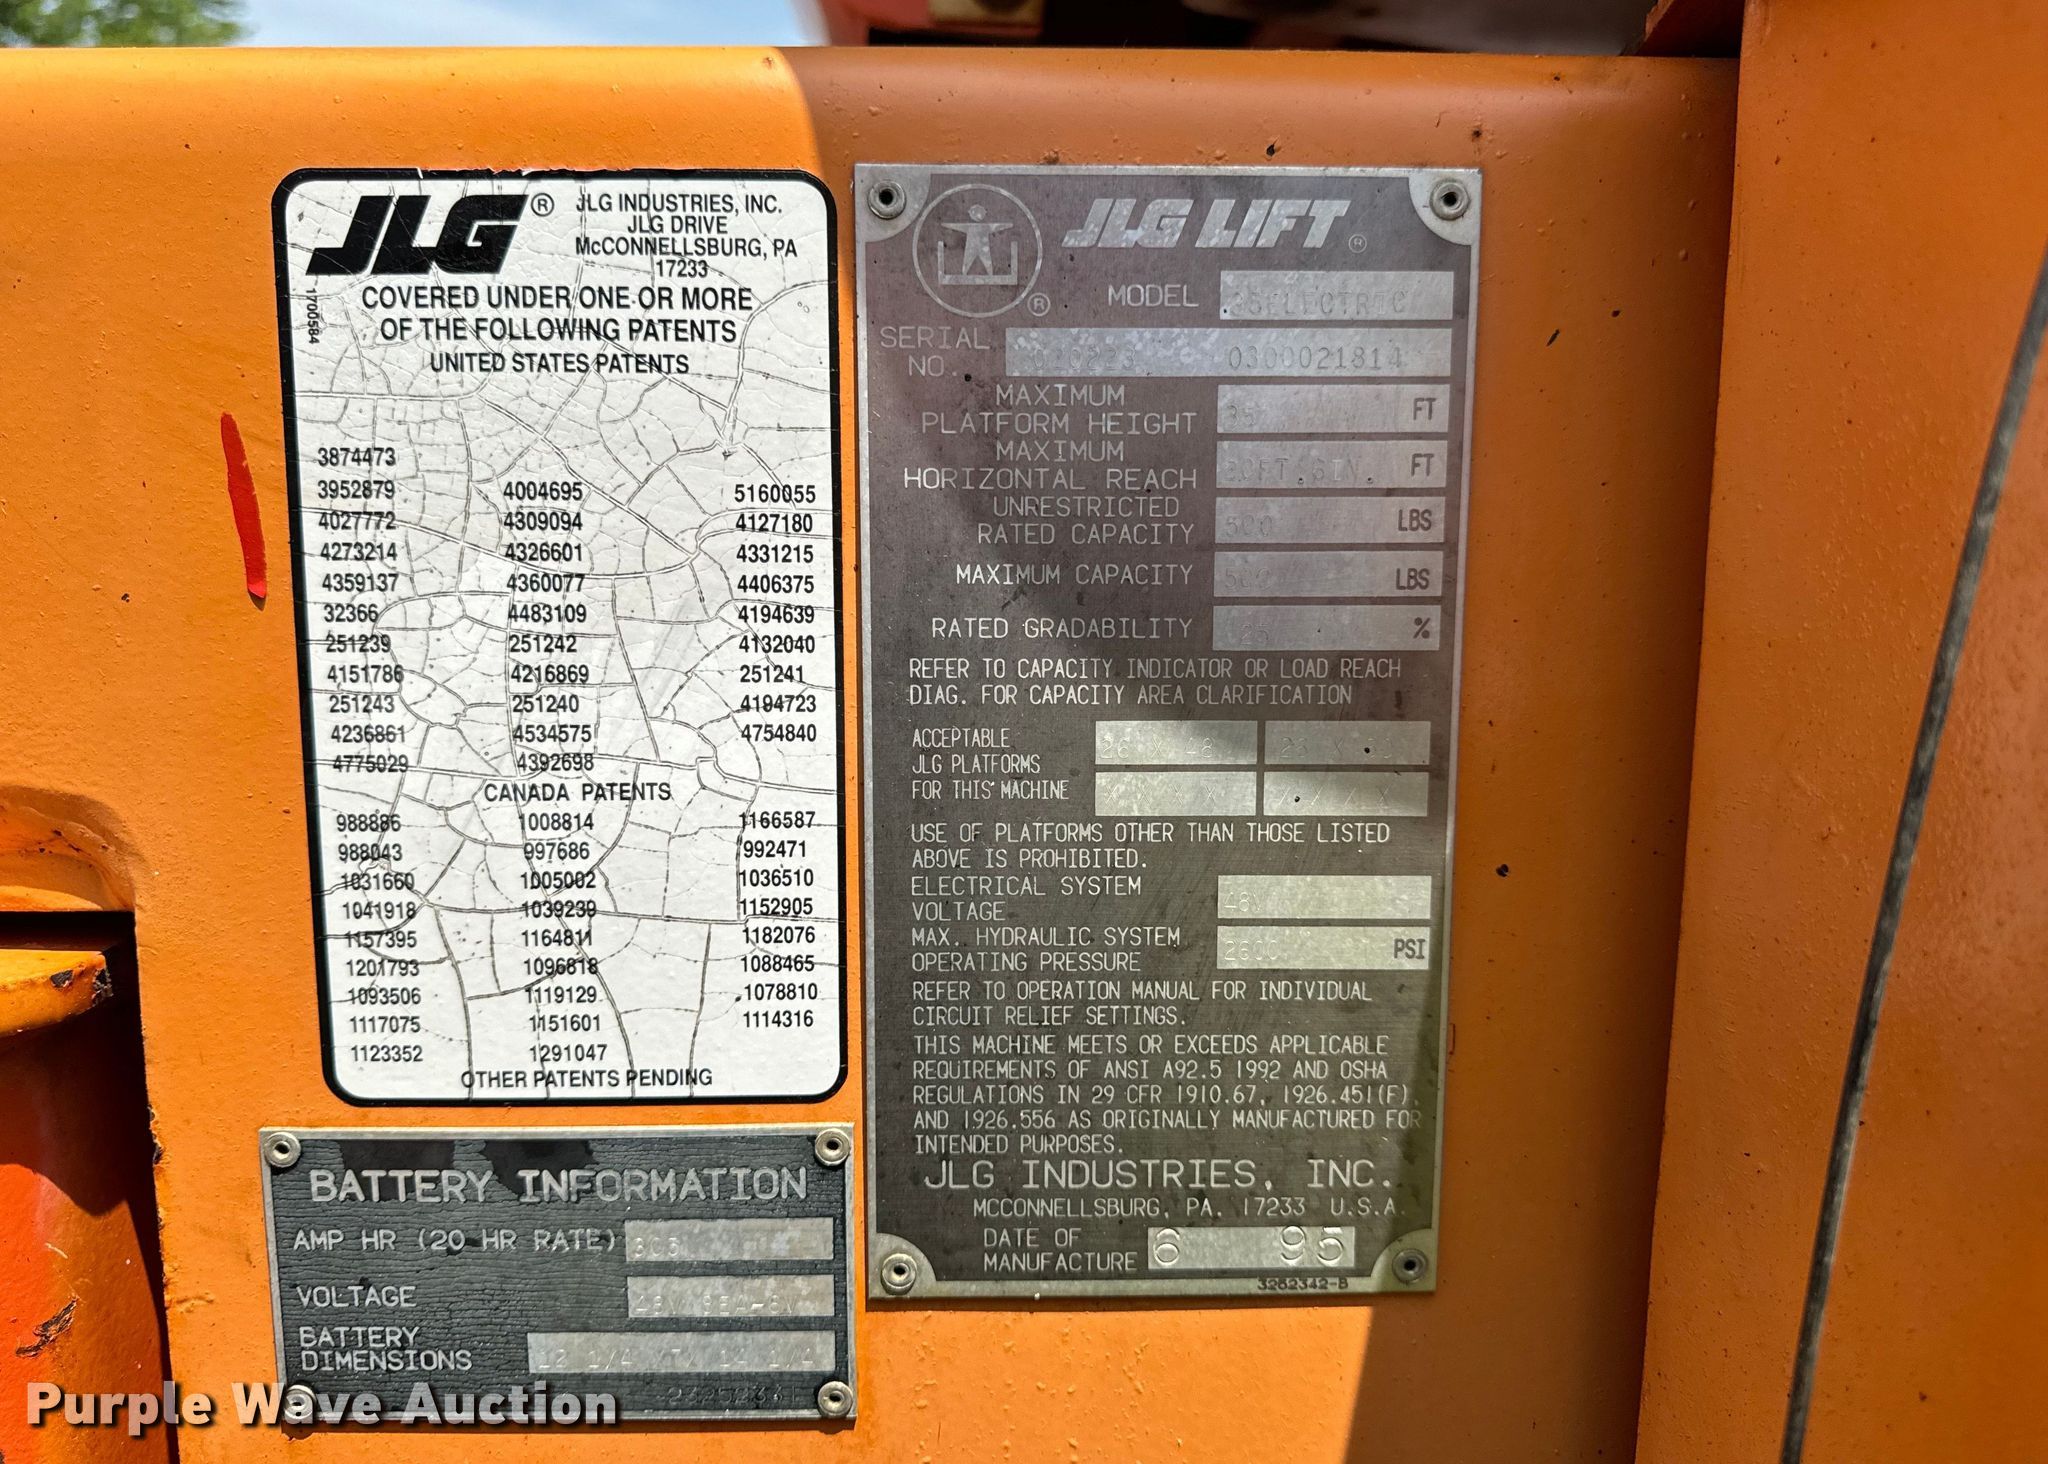 JLG®
JLG INDUSTRIES, INC.
JLG DRIVE
McCONNELLSBURG, PA
17233
1700584
COVERED UNDER ONE OR MORE
OF THE FOLLOWING PATENTS
UNITED STATES PATENTS
3874473
3952879 4004695 5160055
4027772 4309094 4127180
4273214 4326601 4331215
4359137 4360077 4406375
32366 4483109 4194639
251239 251242 4132040
4151786 4216869 251241
251243 251240 4194723
4236861 4534575 4754840
4775029 4392698
CANADA PATENTS
988886 1008814 1166587
988043 997686 992471
1031660 1005002 1036510
1041918 1039239 1152905
1157395 1164811 1182076
1201793 1096818 1088465
1093506 1119129 1078810
1117075 1151601 1114316
1123352 1291047
OTHER PATENTS PENDING
BATTERY INFORMATION
AMP HR (20 HR RATE)
VOLTAGE 48V 8EA-6V
BATTERY
DIMENSIONS
JLG LIFT®
®
MODEL 35ELECTRIC
SERIAL
NO. 0300021814
MAXIMUM
PLATFORM HEIGHT 35 FT
MAXIMUM
HORIZONTAL REACH FT
UNRESTRICTED
RATED CAPACITY 500 LBS
MAXIMUM CAPACITY 500 LBS
RATED GRADABILITY %
REFER TO CAPACITY INDICATOR OR LOAD REACH
DIAG. FOR CAPACITY AREA CLARIFICATION
ACCEPTABLE 26 X 48
JLG PLATFORMS
FOR THIS MACHINE
USE OF PLATFORMS OTHER THAN THOSE LISTED
ABOVE IS PROHIBITED.
ELECTRICAL SYSTEM
VOLTAGE 48V
MAX. HYDRAULIC SYSTEM
OPERATING PRESSURE 2600 PSI
REFER TO OPERATION MANUAL FOR INDIVIDUAL
CIRCUIT RELIEF SETTINGS.
THIS MACHINE MEETS OR EXCEEDS APPLICABLE
REQUIREMENTS OF ANSI A92.5 1992 AND OSHA
REGULATIONS IN 29 CFR 1910.67, 1926.451(F),
AND 1926.556 AS ORIGINALLY MANUFACTURED FOR
INTENDED PURPOSES.
JLG INDUSTRIES, INC.
MCCONNELLSBURG, PA. 17233 U.S.A.
DATE OF
MANUFACTURE 6 95
3252342-B
Purple Wave Auction